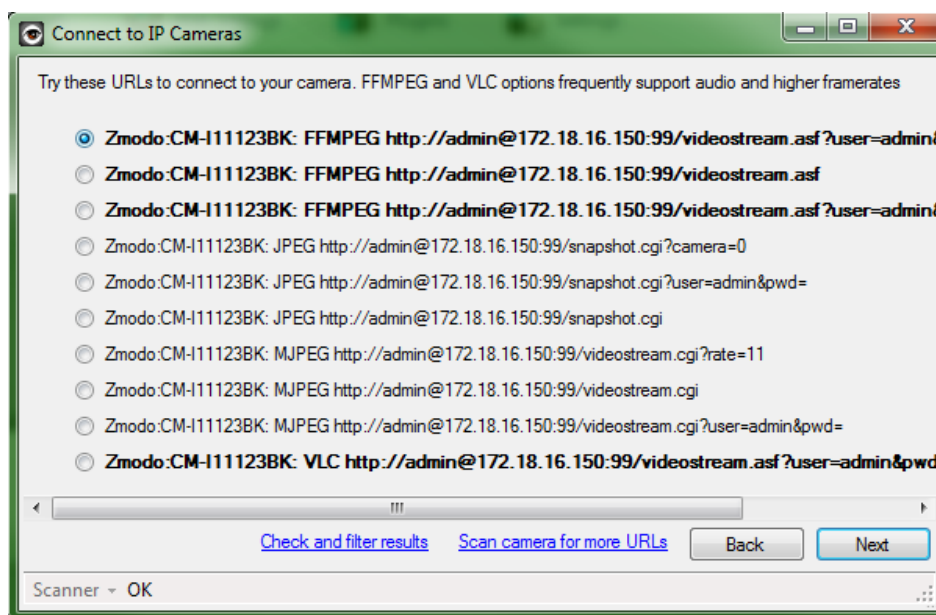 Connect to IP Cameras
Try these URLs to connect to your camera. FFMPEG and VLC options frequently support audio and higher framerates
Zmodo:CM-I11123BK: FFMPEG http://admin@172.18.16.150:99/videostream.asf?user=admin&
Zmodo:CM-I11123BK: FFMPEG http://admin@172.18.16.150:99/videostream.asf
Zmodo:CM-I11123BK: FFMPEG http://admin@172.18.16.150:99/videostream.asf?user=admin&
Zmodo:CM-I11123BK: JPEG http://admin@172.18.16.150:99/snapshot.cgi?camera=0
Zmodo:CM-I11123BK: JPEG http://admin@172.18.16.150:99/snapshot.cgi?user=admin&pwd=
Zmodo:CM-I11123BK: JPEG http://admin@172.18.16.150:99/snapshot.cgi
Zmodo:CM-I11123BK: MJPEG http://admin@172.18.16.150:99/videostream.cgi?rate=11
Zmodo:CM-I11123BK: MJPEG http://admin@172.18.16.150:99/videostream.cgi
Zmodo:CM-I11123BK: MJPEG http://admin@172.18.16.150:99/videostream.cgi?user=admin&pwd=
Zmodo:CM-I11123BK: VLC http://admin@172.18.16.150:99/videostream.asf?user=admin&pwd
Check and filter results Scan camera for more URLs Back Next
Scanner OK